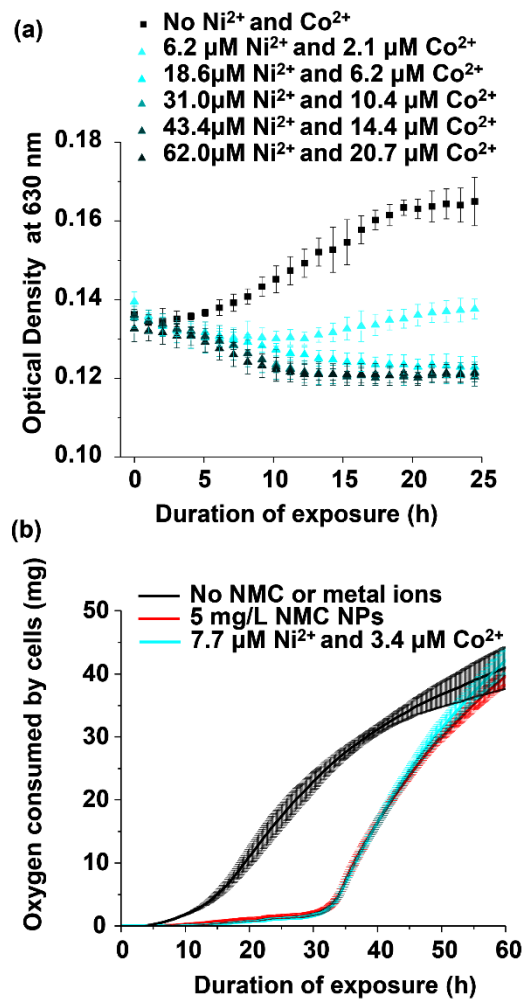 (a)
No Ni²⁺ and Co²⁺
6.2 µM Ni²⁺ and 2.1 µM Co²⁺
18.6µM Ni²⁺ and 6.2 µM Co²⁺
31.0µM Ni²⁺ and 10.4 µM Co²⁺
43.4µM Ni²⁺ and 14.4 µM Co²⁺
62.0µM Ni²⁺ and 20.7 µM Co²⁺
Optical Density at 630 nm
0.18
0.16
0.14
0.12
0.10
0 5 10 15 20 25
Duration of exposure (h)
(b)
No NMC or metal ions
5 mg/L NMC NPs
7.7 µM Ni²⁺ and 3.4 µM Co²⁺
Oxygen consumed by cells (mg)
50
40
30
20
10
0
0 10 20 30 40 50 60
Duration of exposure (h)